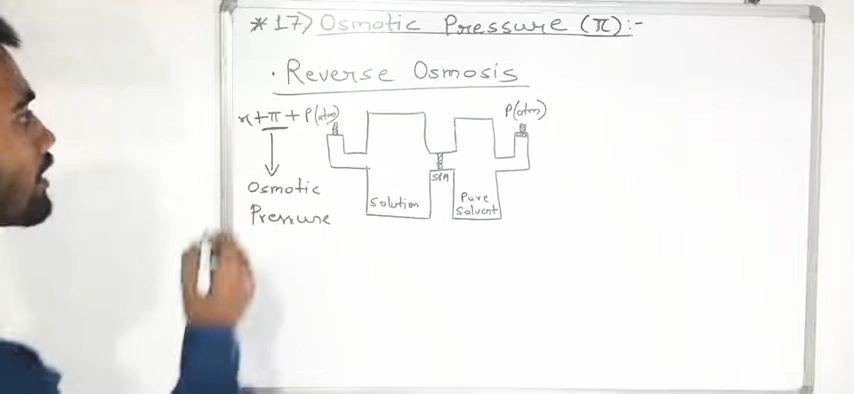 * 17) Osmotic Pressure (π):-
· Reverse Osmosis
x + π + P(atm)
P(atm)
Osmotic
Pressure
SPM
Solution
Pure
Solvent